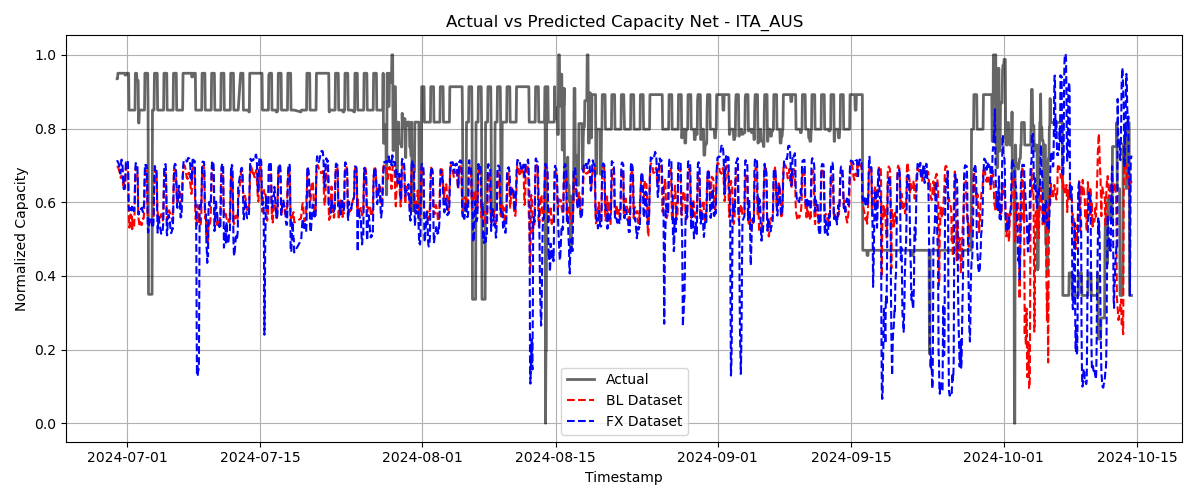 Actual vs Predicted Capacity Net - ITA_AUS
Normalized Capacity
1.0
0.8
0.6
0.4
0.2
0.0
Actual
BL Dataset
FX Dataset
2024-07-01 2024-07-15 2024-08-01 2024-08-15 2024-09-01 2024-09-15 2024-10-01 2024-10-15
Timestamp